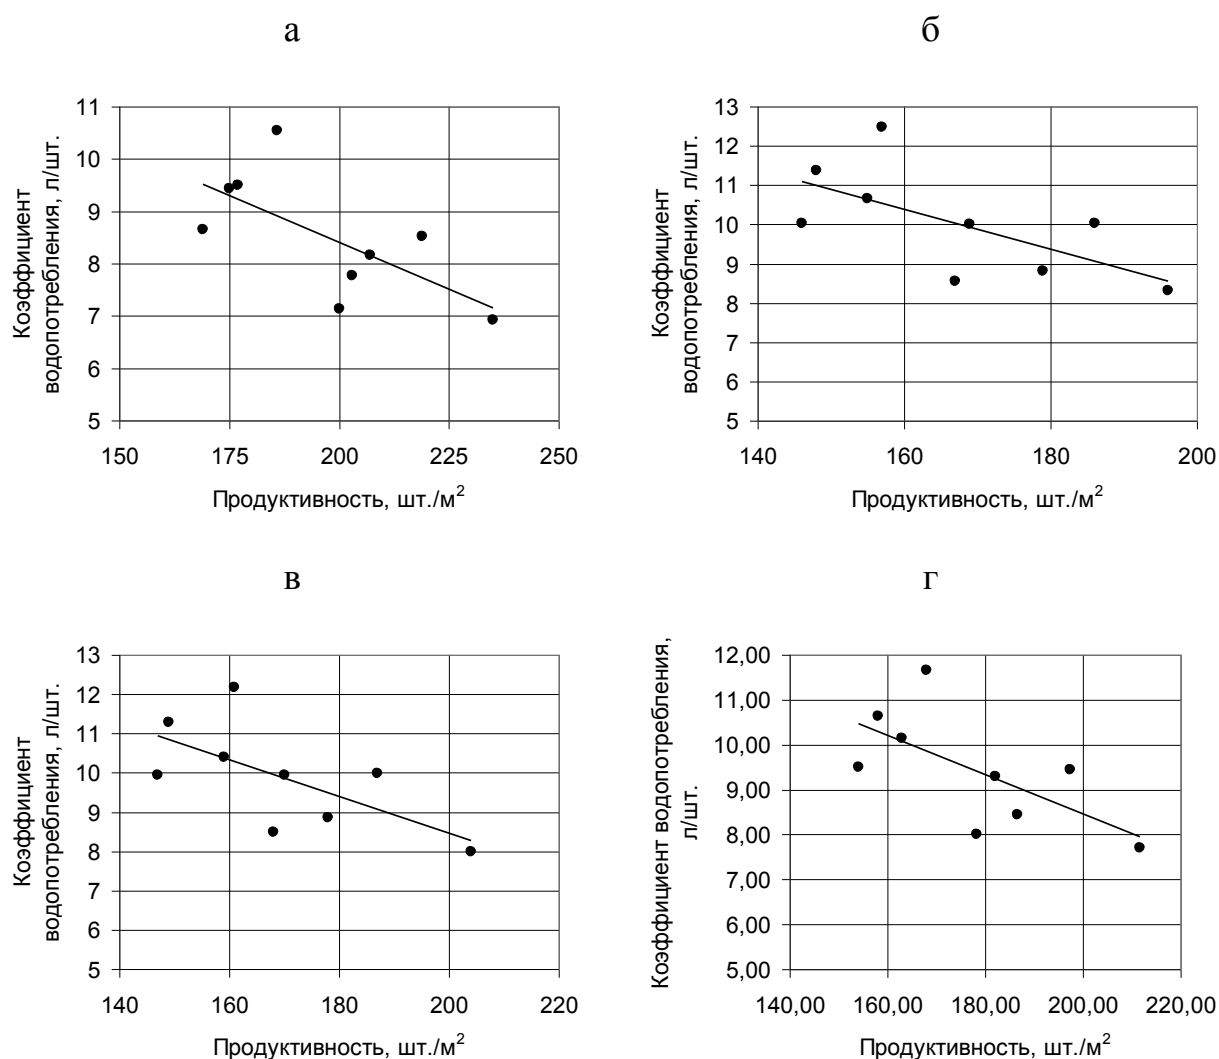 а
Коэффициент
водопотребления, л/шт.
11
10
9
8
7
6
5
150 175 200 225 250
Продуктивность, шт./м²
б
Коэффициент
водопотребления, л/шт.
13
12
11
10
9
8
7
6
5
140 160 180 200
Продуктивность, шт./м²
в
Коэффициент
водопотребления, л/шт.
13
12
11
10
9
8
7
6
5
140 160 180 200 220
Продуктивность, шт./м²
г
Коэффициент водопотребления,
л/шт.
12,00
11,00
10,00
9,00
8,00
7,00
6,00
5,00
140,00 160,00 180,00 200,00 220,00
Продуктивность, шт./м²